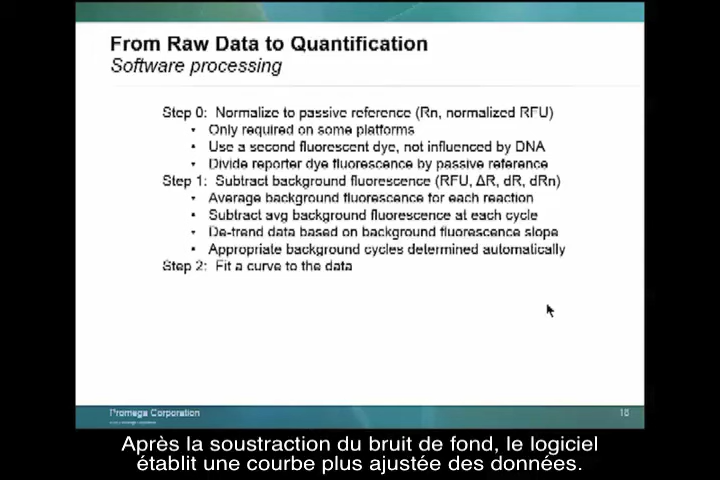 From Raw Data to Quantification
Software processing
Step 0: Normalize to passive reference (Rn, normalized RFU)
• Only required on some platforms
• Use a second fluorescent dye, not influenced by DNA
• Divide reporter dye fluorescence by passive reference
Step 1: Subtract background fluorescence (RFU, ΔR, dR, dRn)
• Average background fluorescence for each reaction
• Subtract avg background fluorescence at each cycle
• De-trend data based on background fluorescence slope
• Appropriate background cycles determined automatically
Step 2: Fit a curve to the data
Promega Corporation
Après la soustraction du bruit de fond, le logiciel
établit une courbe plus ajustée des données.